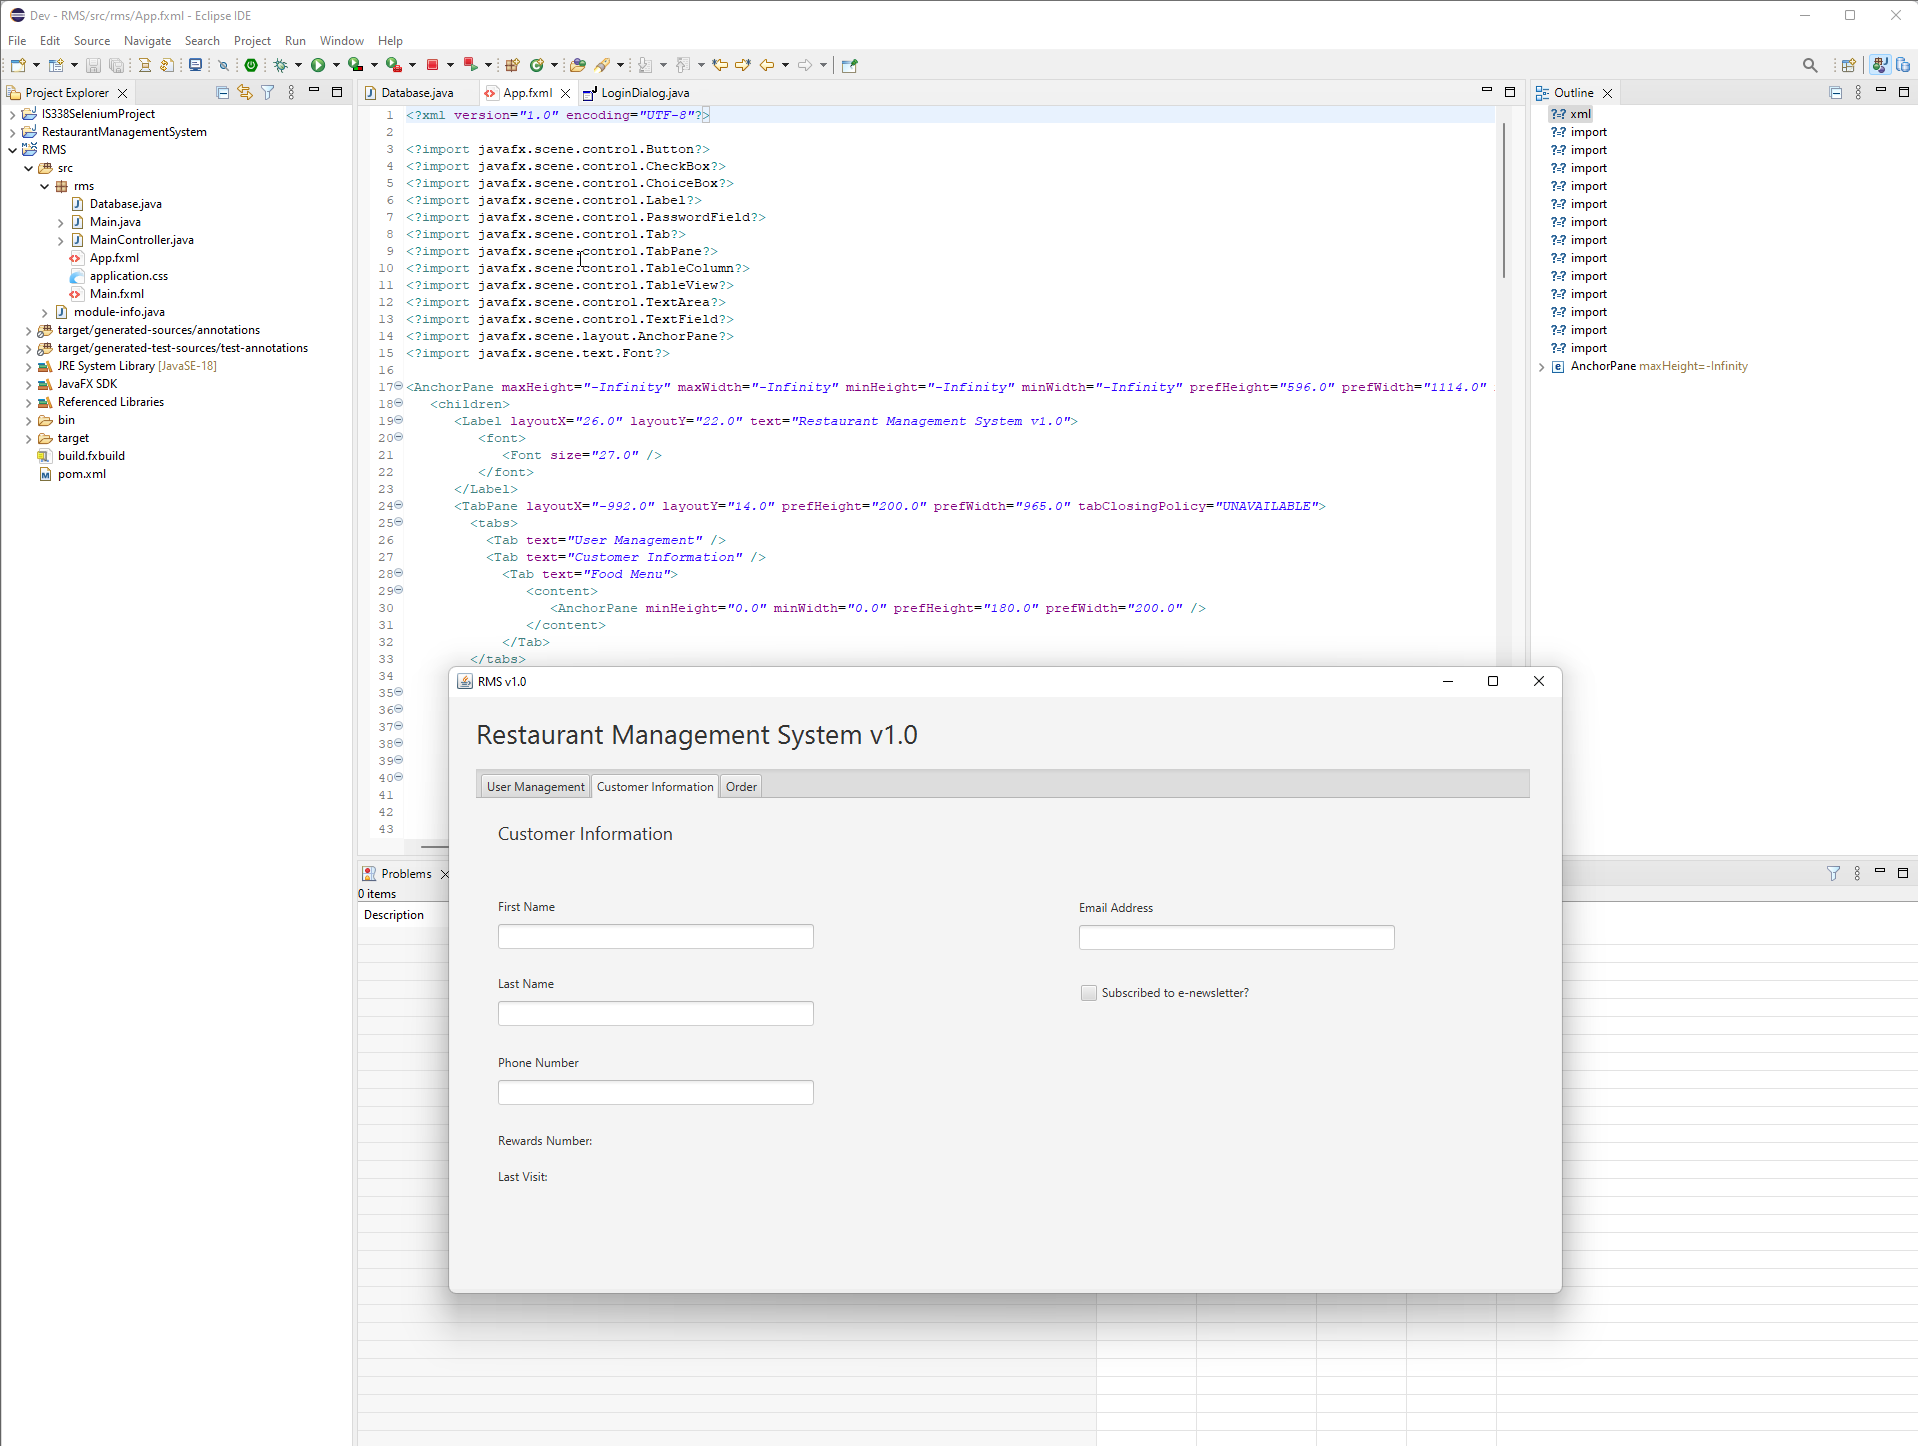 Dev - RMS/src/rms/App.fxml - Eclipse IDE
File Edit Source Navigate Search Project Run Window Help
Project Explorer
IS338SeleniumProject
RestaurantManagementSystem
RMS
src
rms
Database.java
Main.java
MainController.java
App.fxml
application.css
Main.fxml
module-info.java
target/generated-sources/annotations
target/generated-test-sources/test-annotations
JRE System Library [JavaSE-18]
JavaFX SDK
Referenced Libraries
bin
target
build.fxbuild
pom.xml
Database.java App.fxml LoginDialog.java
1 <?xml version="1.0" encoding="UTF-8"?>
2
3 <?import javafx.scene.control.Button?>
4 <?import javafx.scene.control.CheckBox?>
5 <?import javafx.scene.control.ChoiceBox?>
6 <?import javafx.scene.control.Label?>
7 <?import javafx.scene.control.PasswordField?>
8 <?import javafx.scene.control.Tab?>
9 <?import javafx.scene.control.TabPane?>
10 <?import javafx.scene.control.TableColumn?>
11 <?import javafx.scene.control.TableView?>
12 <?import javafx.scene.control.TextArea?>
13 <?import javafx.scene.control.TextField?>
14 <?import javafx.scene.layout.AnchorPane?>
15 <?import javafx.scene.text.Font?>
16
17 <AnchorPane maxHeight="-Infinity" maxWidth="-Infinity" minHeight="-Infinity" minWidth="-Infinity" prefHeight="596.0" prefWidth="1114.0"
18 <children>
19 <Label layoutX="26.0" layoutY="22.0" text="Restaurant Management System v1.0">
20 <font>
21 <Font size="27.0" />
22 </font>
23 </Label>
24 <TabPane layoutX="-992.0" layoutY="14.0" prefHeight="200.0" prefWidth="965.0" tabClosingPolicy="UNAVAILABLE">
25 <tabs>
26 <Tab text="User Management" />
27 <Tab text="Customer Information" />
28 <Tab text="Food Menu">
29 <content>
30 <AnchorPane minHeight="0.0" minWidth="0.0" prefHeight="180.0" prefWidth="200.0" />
31 </content>
32 </Tab>
33 </tabs>
34
35
36
37
38
39
40
41
42
43
Outline
xml
import
import
import
import
import
import
import
import
import
import
import
import
import
AnchorPane maxHeight=-Infinity
Problems
0 items
Description
RMS v1.0
Restaurant Management System v1.0
User Management Customer Information Order
Customer Information
First Name
Email Address
Last Name
Subscribed to e-newsletter?
Phone Number
Rewards Number:
Last Visit: